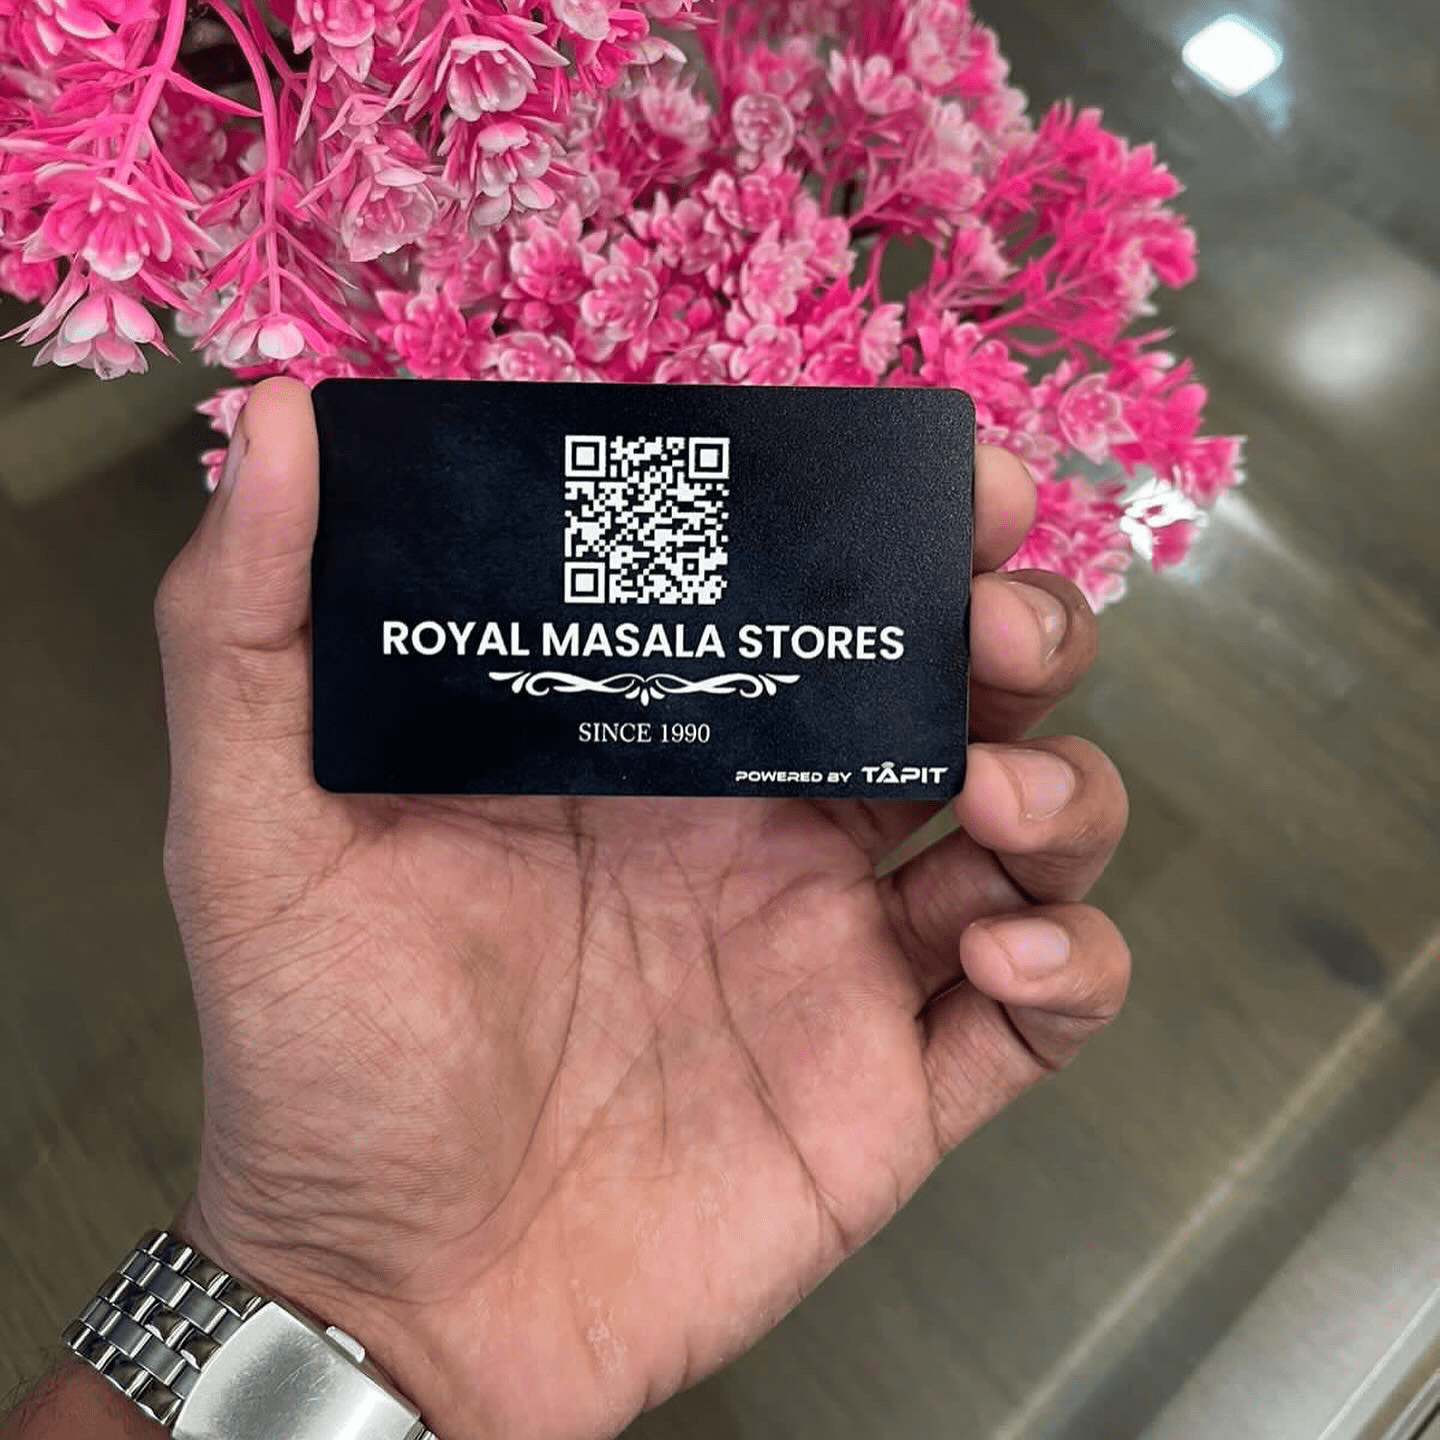 ROYAL MASALA STORES
SINCE 1990
POWERED BY TAPIT